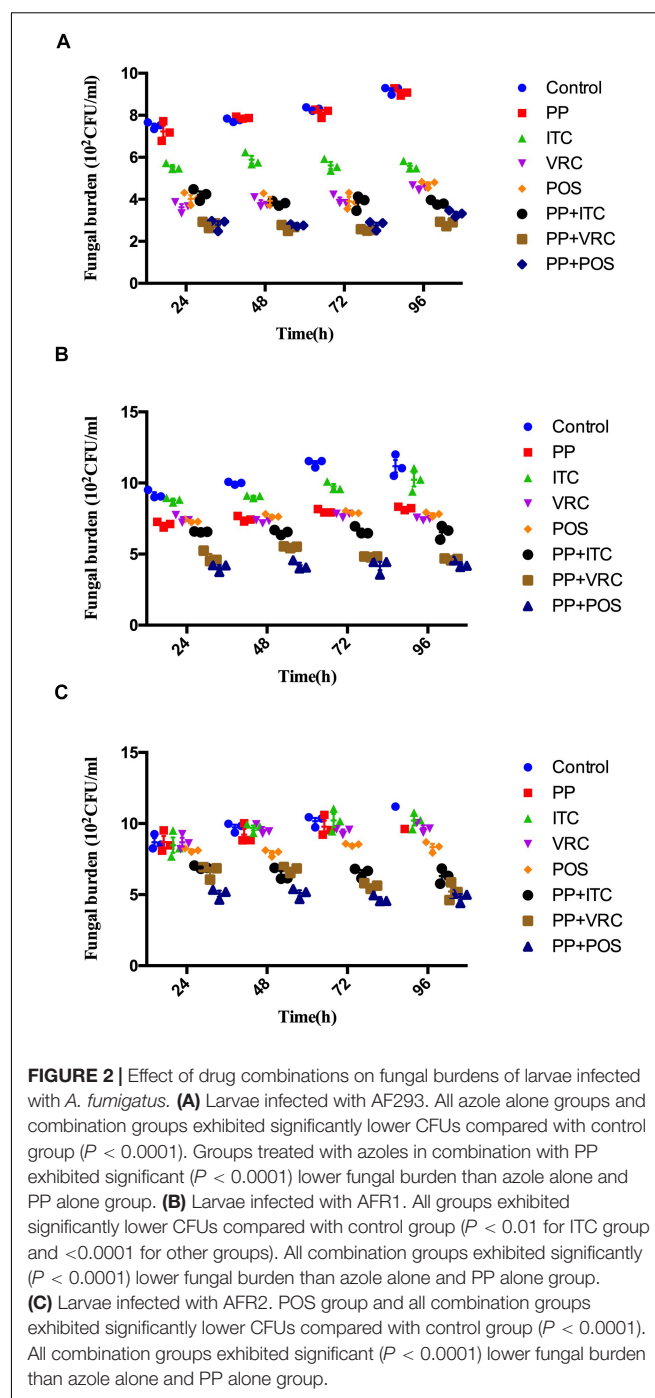 A
Fungal burden (10²CFU/ml)
10
8
6
4
2
0
24
48
72
96
Time(h)
Control
PP
ITC
VRC
POS
PP+ITC
PP+VRC
PP+POS
B
Fungal burden (10²CFU/ml
15
10
5
0
24
48
72
96
Time(h)
Control
PP
ITC
VRC
POS
PP+ITC
PP+VRC
PP+POS
C
Fungal burden (10²CFU/ml
15
10
5
0
24
48
72
96
Time(h)
Control
PP
ITC
VRC
POS
PP+ITC
PP+VRC
PP+POS
FIGURE 2 | Effect of drug combinations on fungal burdens of larvae infected
with A. fumigatus. (A) Larvae infected with AF293. All azole alone groups and
combination groups exhibited significantly lower CFUs compared with control
group (P < 0.0001). Groups treated with azoles in combination with PP
exhibited significant (P < 0.0001) lower fungal burden than azole alone and
PP alone group. (B) Larvae infected with AFR1. All groups exhibited
significantly lower CFUs compared with control group (P < 0.01 for ITC group
and <0.0001 for other groups). All combination groups exhibited significantly
(P < 0.0001) lower fungal burden than azole alone and PP alone group.
(C) Larvae infected with AFR2. POS group and all combination groups
exhibited significantly lower CFUs compared with control group (P < 0.0001).
All combination groups exhibited significant (P < 0.0001) lower fungal burden
than azole alone and PP alone group.